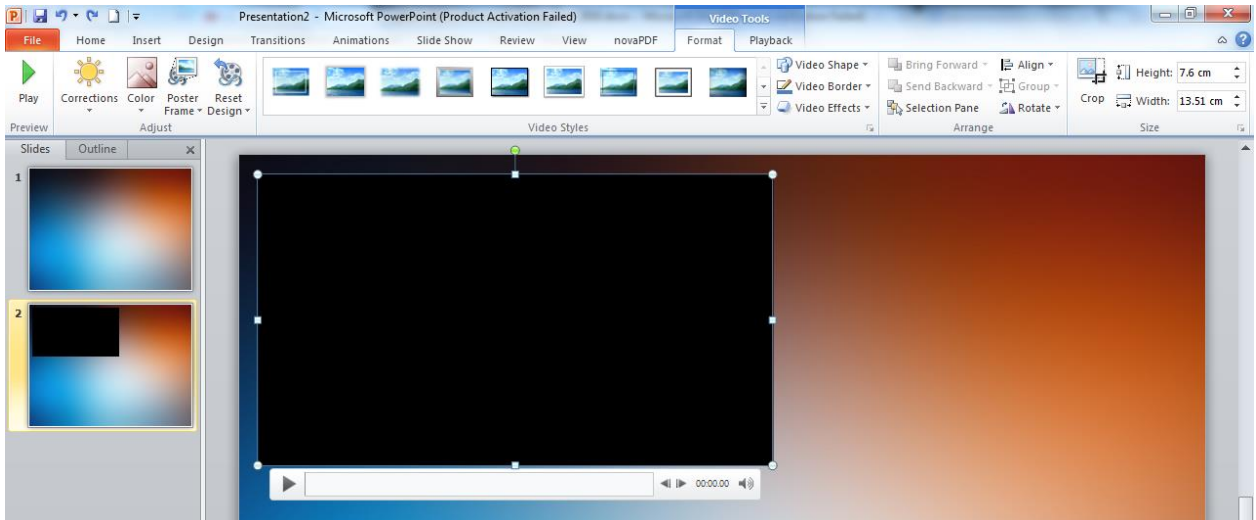 Presentation2 - Microsoft PowerPoint (Product Activation Failed)
Video Tools
File Home Insert Design Transitions Animations Slide Show Review View novaPDF Format Playback
Play
Corrections
Color
Poster Frame
Reset Design
Video Shape
Video Border
Video Effects
Bring Forward
Send Backward
Selection Pane
Align
Group
Rotate
Crop
Height: 7.6 cm
Width: 13.51 cm
Preview Adjust Video Styles Arrange Size
Slides Outline
1
2
00:00.00